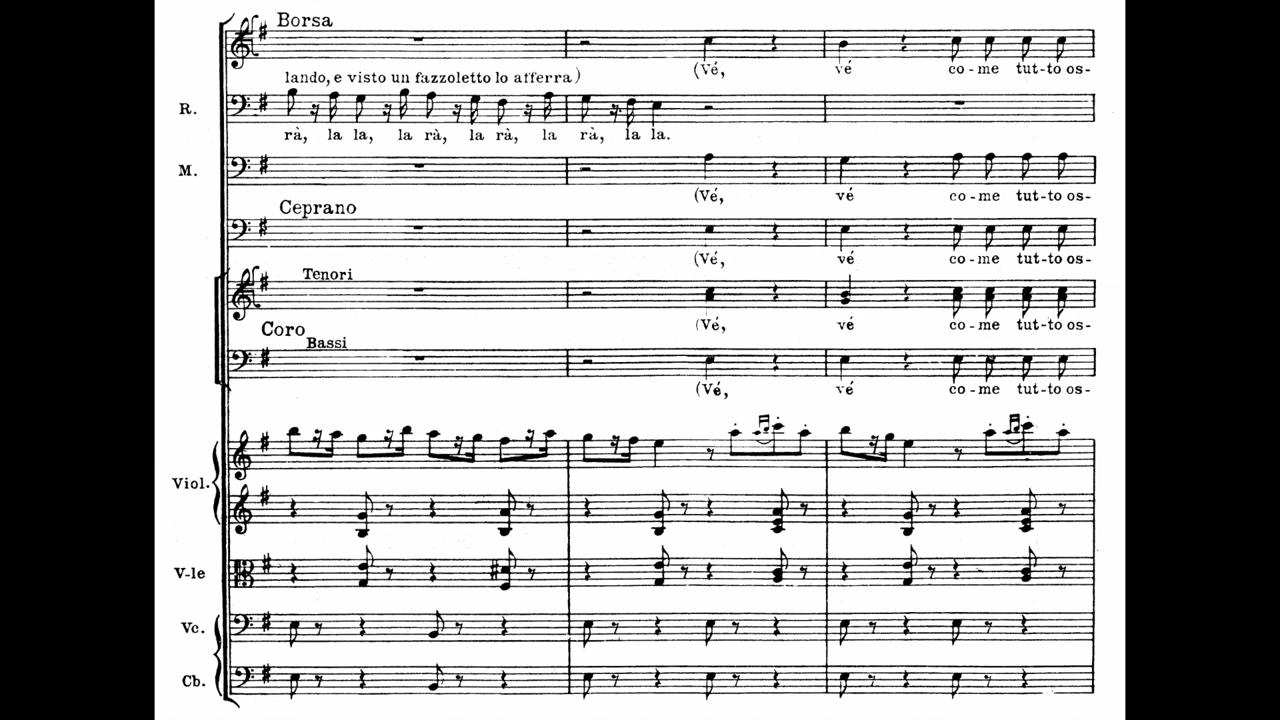 Borsa
(Vé, vé co-me tut-to os-
lando, e visto un fazzoletto lo afferra)
R.
rà, la la, la rà, la rà, la rà, la la.
M.
(Vé, vé co-me tut-to os-
Ceprano
(Vé, vé co-me tut-to os-
Tenori
(Vé, vé co-me tut-to os-
Coro
Bassi
(Vé, vé co-me tut-to os-
Viol.
V-le
Vc.
Cb.